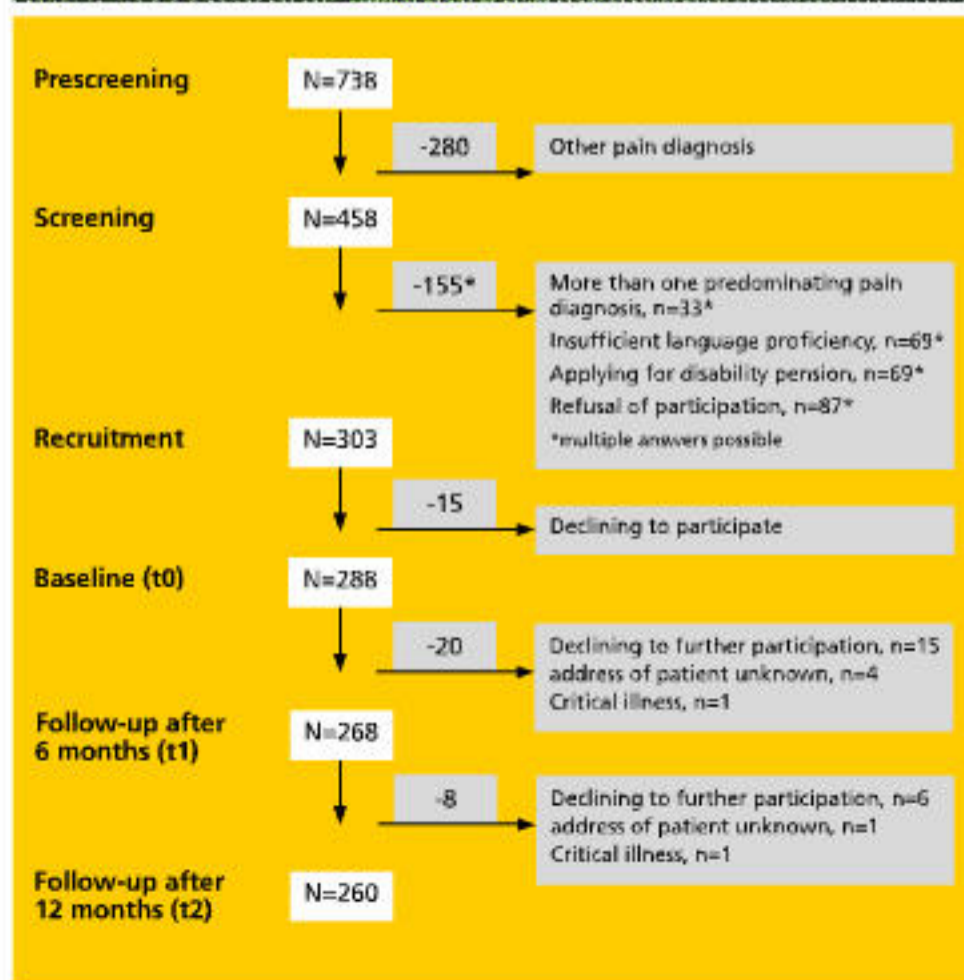 Prescreening
N=738
-280
Other pain diagnosis
Screening
N=458
-155*
More than one predominating pain
diagnosis, n=33*
Insufficient language proficiency, n=69*
Applying for disability pension, n=69*
Refusal of participation, n=87*
*multiple answers possible
Recruitment
N=303
-15
Declining to participate
Baseline (t0)
N=288
-20
Declining to further participation, n=15
address of patient unknown, n=4
Critical illness, n=1
Follow-up after
6 months (t1)
N=268
-8
Declining to further participation, n=6
address of patient unknown, n=1
Critical illness, n=1
Follow-up after
12 months (t2)
N=260